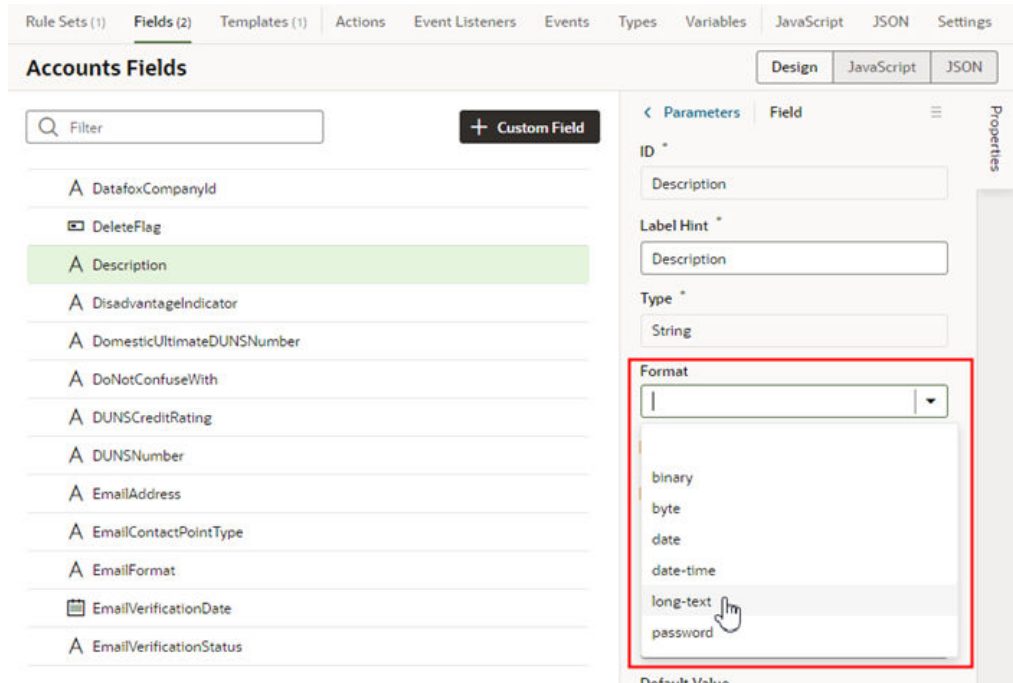 Rule Sets (1) Fields (2) Templates (1) Actions Event Listeners Events Types Variables JavaScript JSON Settings
Accounts Fields
Design JavaScript JSON
Filter
+ Custom Field
A DatafoxCompanyId
DeleteFlag
A Description
A DisadvantageIndicator
A DomesticUltimateDUNSNumber
A DoNotConfuseWith
A DUNSCreditRating
A DUNSNumber
A EmailAddress
A EmailContactPointType
A EmailFormat
EmailVerificationDate
A EmailVerificationStatus
< Parameters Field
Properties
ID *
Description
Label Hint *
Description
Type *
String
Format
binary
byte
date
date-time
long-text
password
Default Value